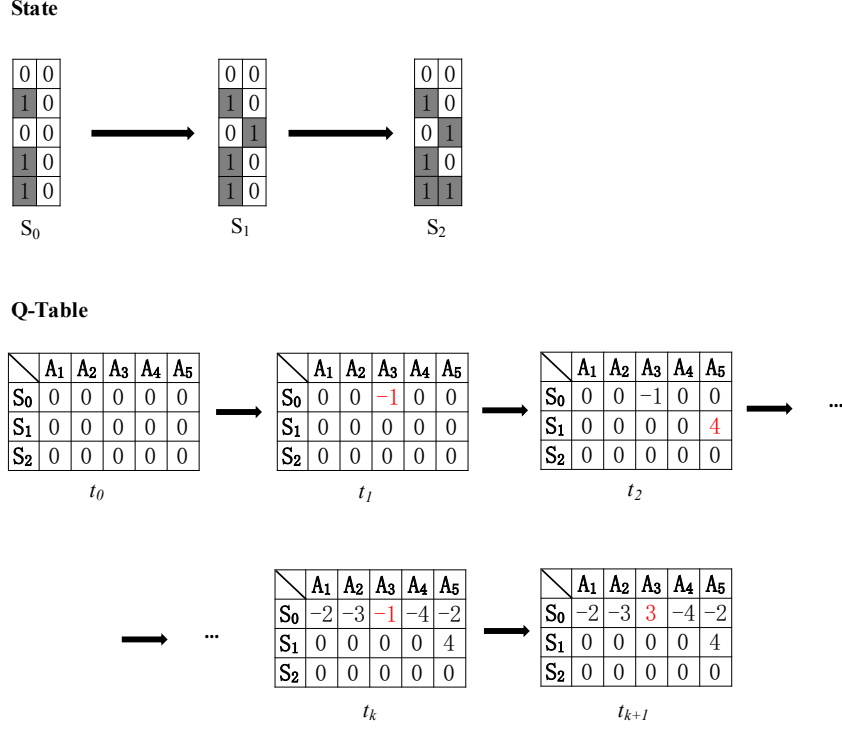 State
0 0 0 0 0 0
1 0 1 0 1 0
0 0 0 1 0 1
1 0 1 0 1 0
1 0 1 0 1 1
S0 S1 S2
Q-Table
A1 A2 A3 A4 A5 A1 A2 A3 A4 A5 A1 A2 A3 A4 A5
S0 0 0 0 0 0 S0 0 0 -1 0 0 S0 0 0 -1 0 0 ...
S1 0 0 0 0 0 S1 0 0 0 0 0 S1 0 0 0 0 4
S2 0 0 0 0 0 S2 0 0 0 0 0 S2 0 0 0 0 0
t0 t1 t2
A1 A2 A3 A4 A5 A1 A2 A3 A4 A5
S0 -2 -3 -1 -4 -2 S0 -2 -3 3 -4 -2
... S1 0 0 0 0 4 S1 0 0 0 0 4
S2 0 0 0 0 0 S2 0 0 0 0 0
tk tk+1